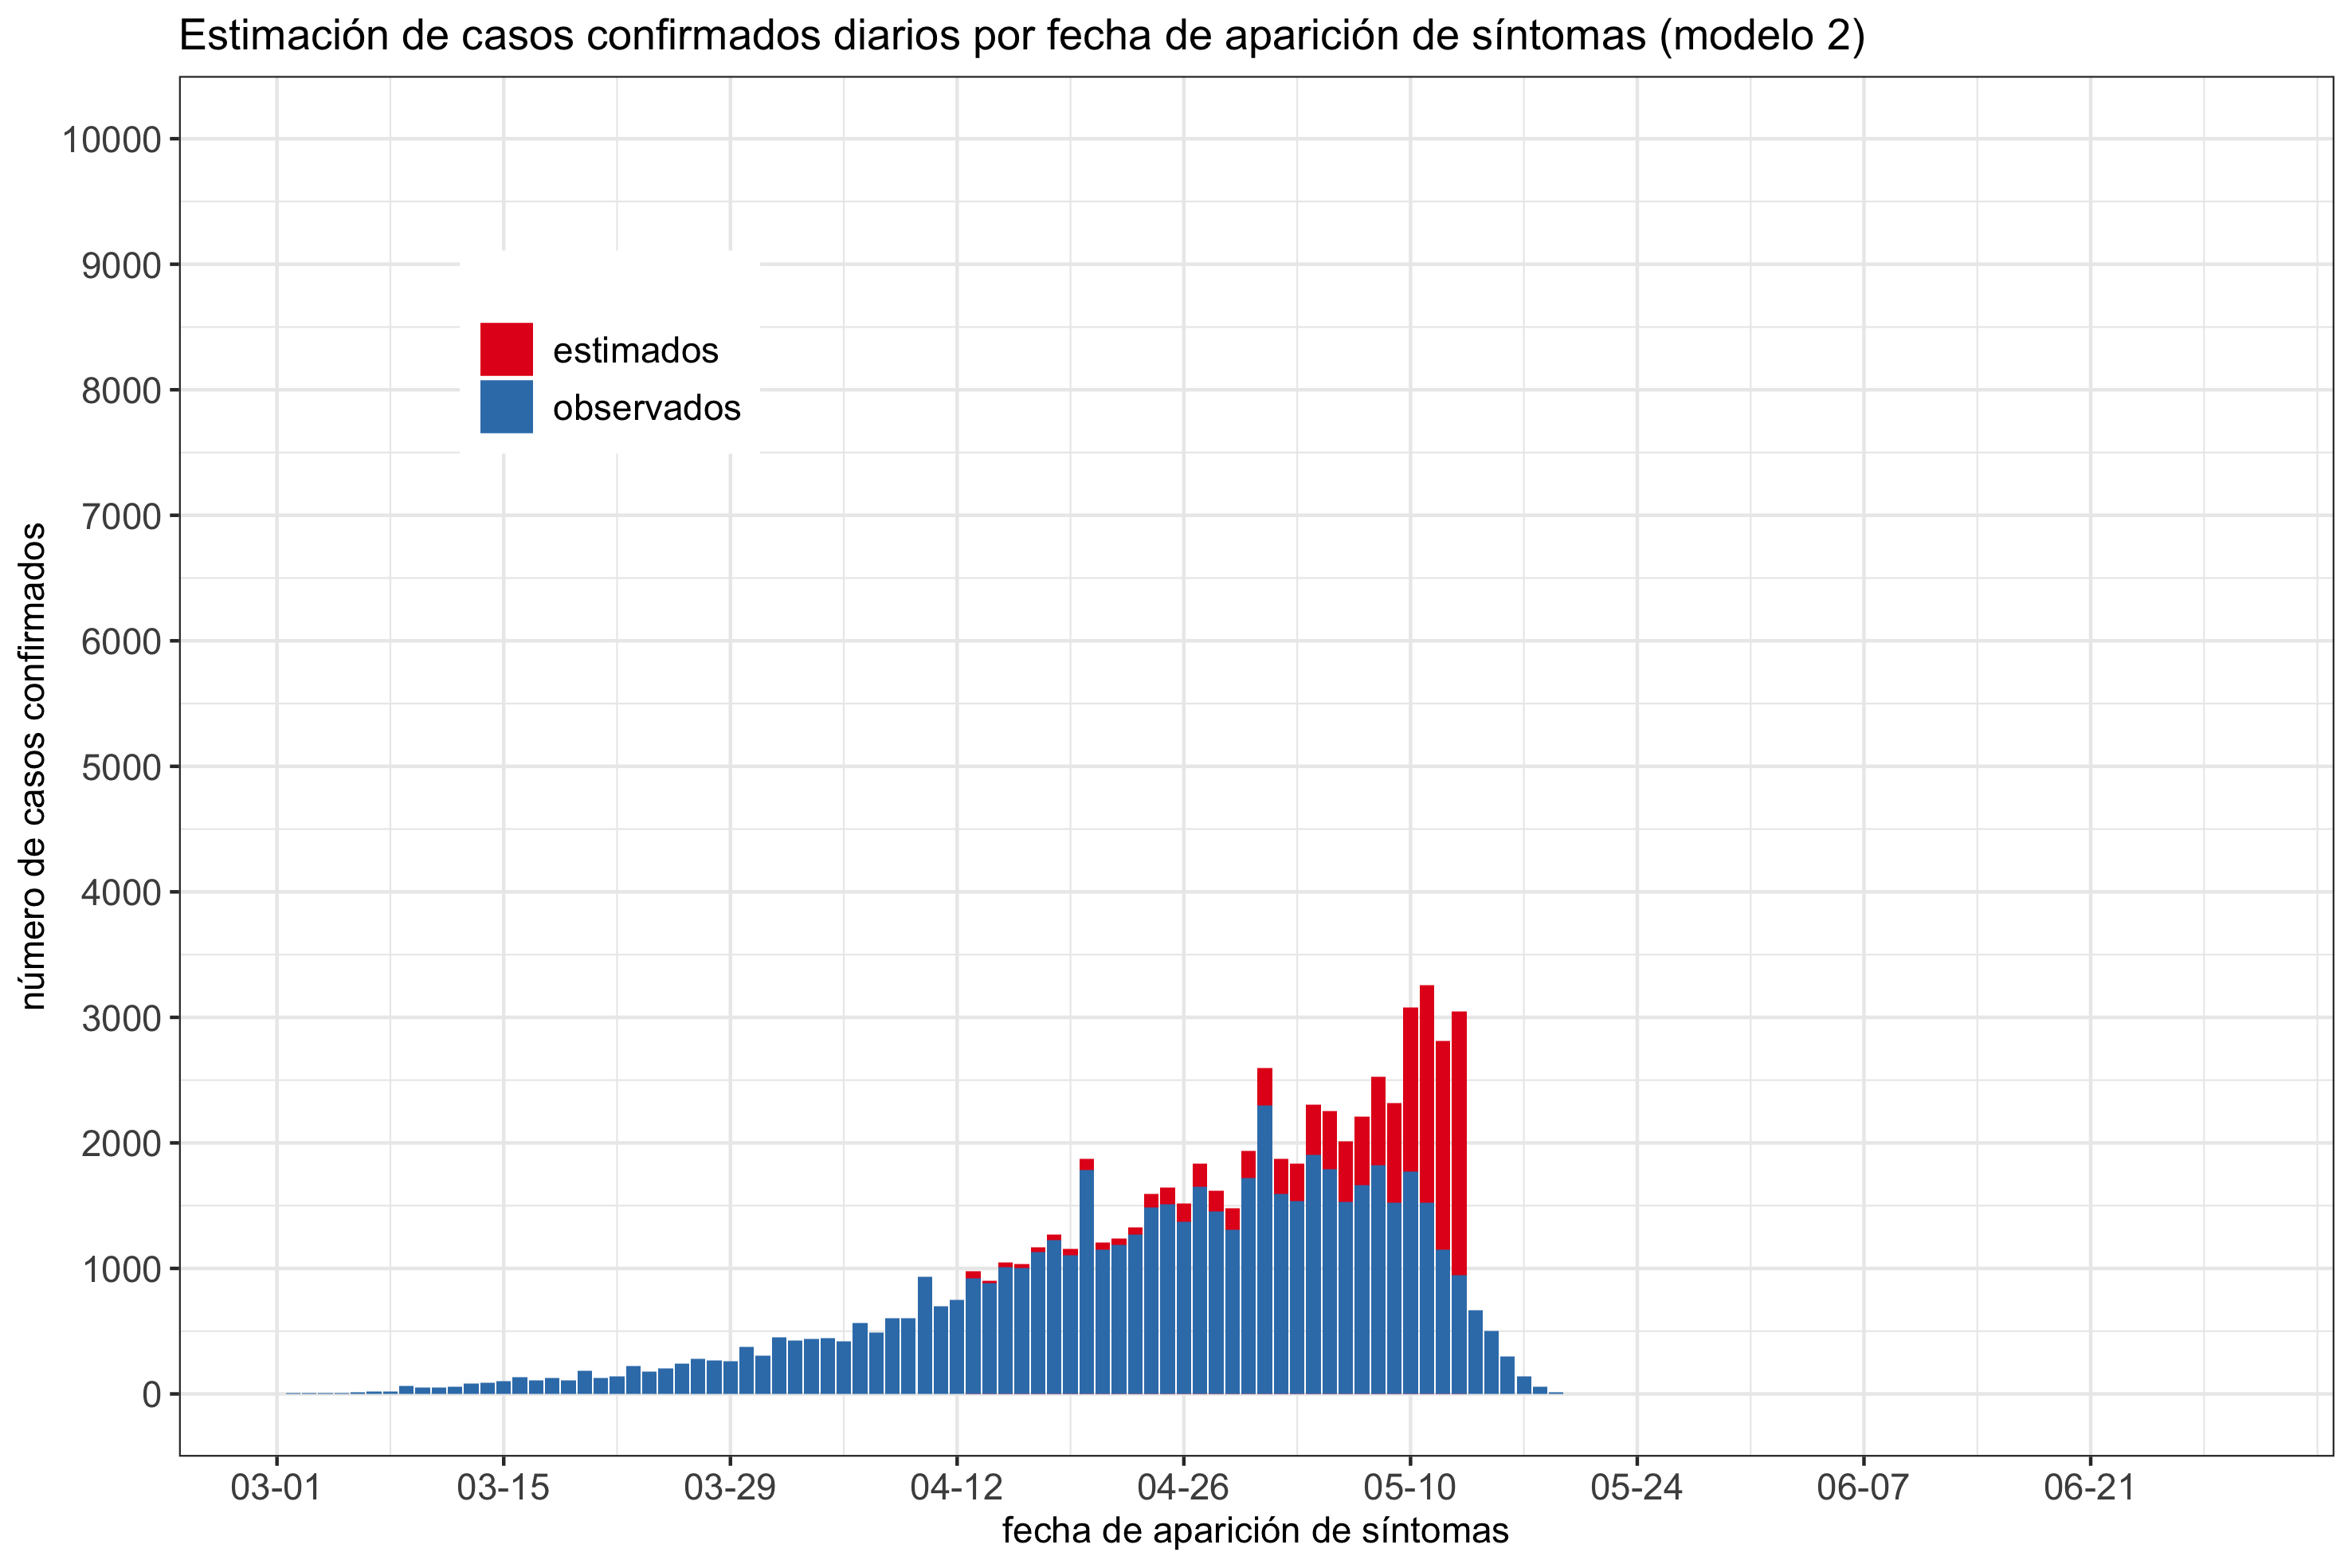 Estimación de casos confirmados diarios por fecha de aparición de síntomas (modelo 2)
número de casos confirmados
10000
9000
8000
7000
6000
5000
4000
3000
2000
1000
0
estimados
observados
03-01 03-15 03-29 04-12 04-26 05-10 05-24 06-07 06-21
fecha de aparición de síntomas